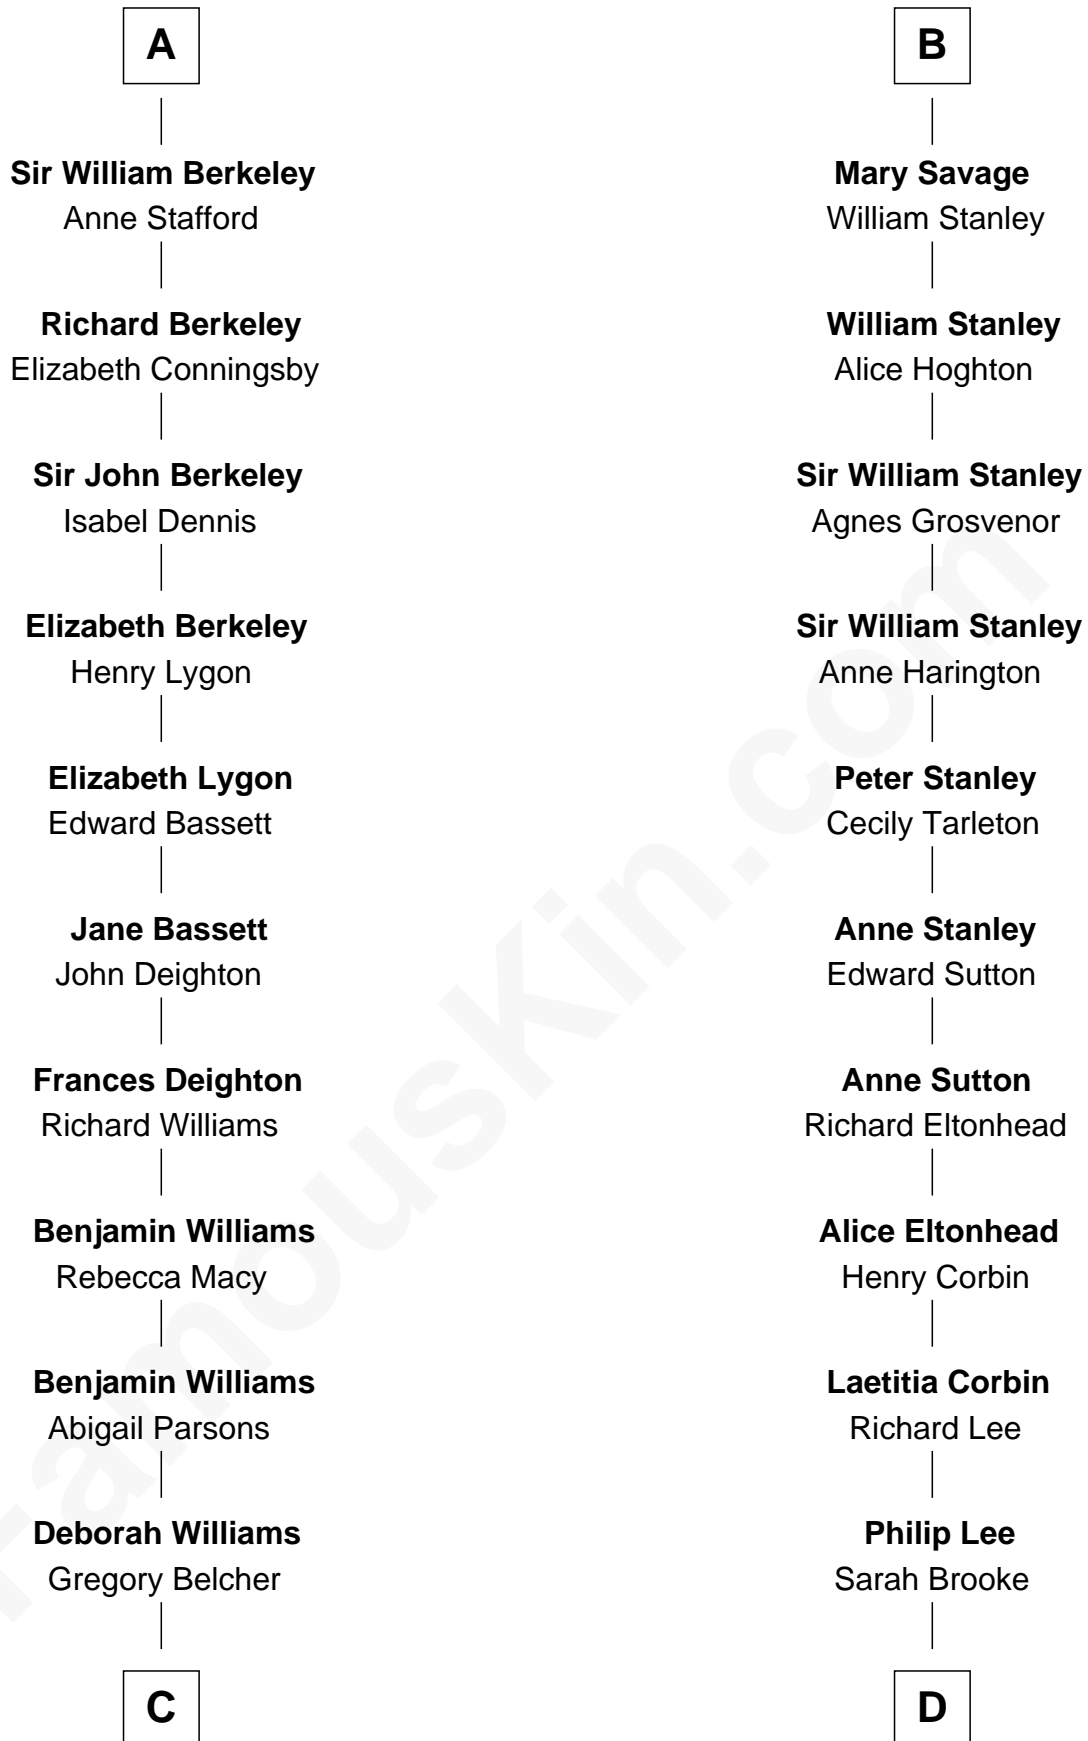 A
Sir William Berkeley
Anne Stafford
Richard Berkeley
Elizabeth Conningsby
Sir John Berkeley
Isabel Dennis
Elizabeth Berkeley
Henry Lygon
Elizabeth Lygon
Edward Bassett
Jane Bassett
John Deighton
Frances Deighton
Richard Williams
Benjamin Williams
Rebecca Macy
Benjamin Williams
Abigail Parsons
Deborah Williams
Gregory Belcher
C
B
Mary Savage
William Stanley
William Stanley
Alice Hoghton
Sir William Stanley
Agnes Grosvenor
Sir William Stanley
Anne Harington
Peter Stanley
Cecily Tarleton
Anne Stanley
Edward Sutton
Anne Sutton
Richard Eltonhead
Alice Eltonhead
Henry Corbin
Laetitia Corbin
Richard Lee
Philip Lee
Sarah Brooke
D
FamousKin.com